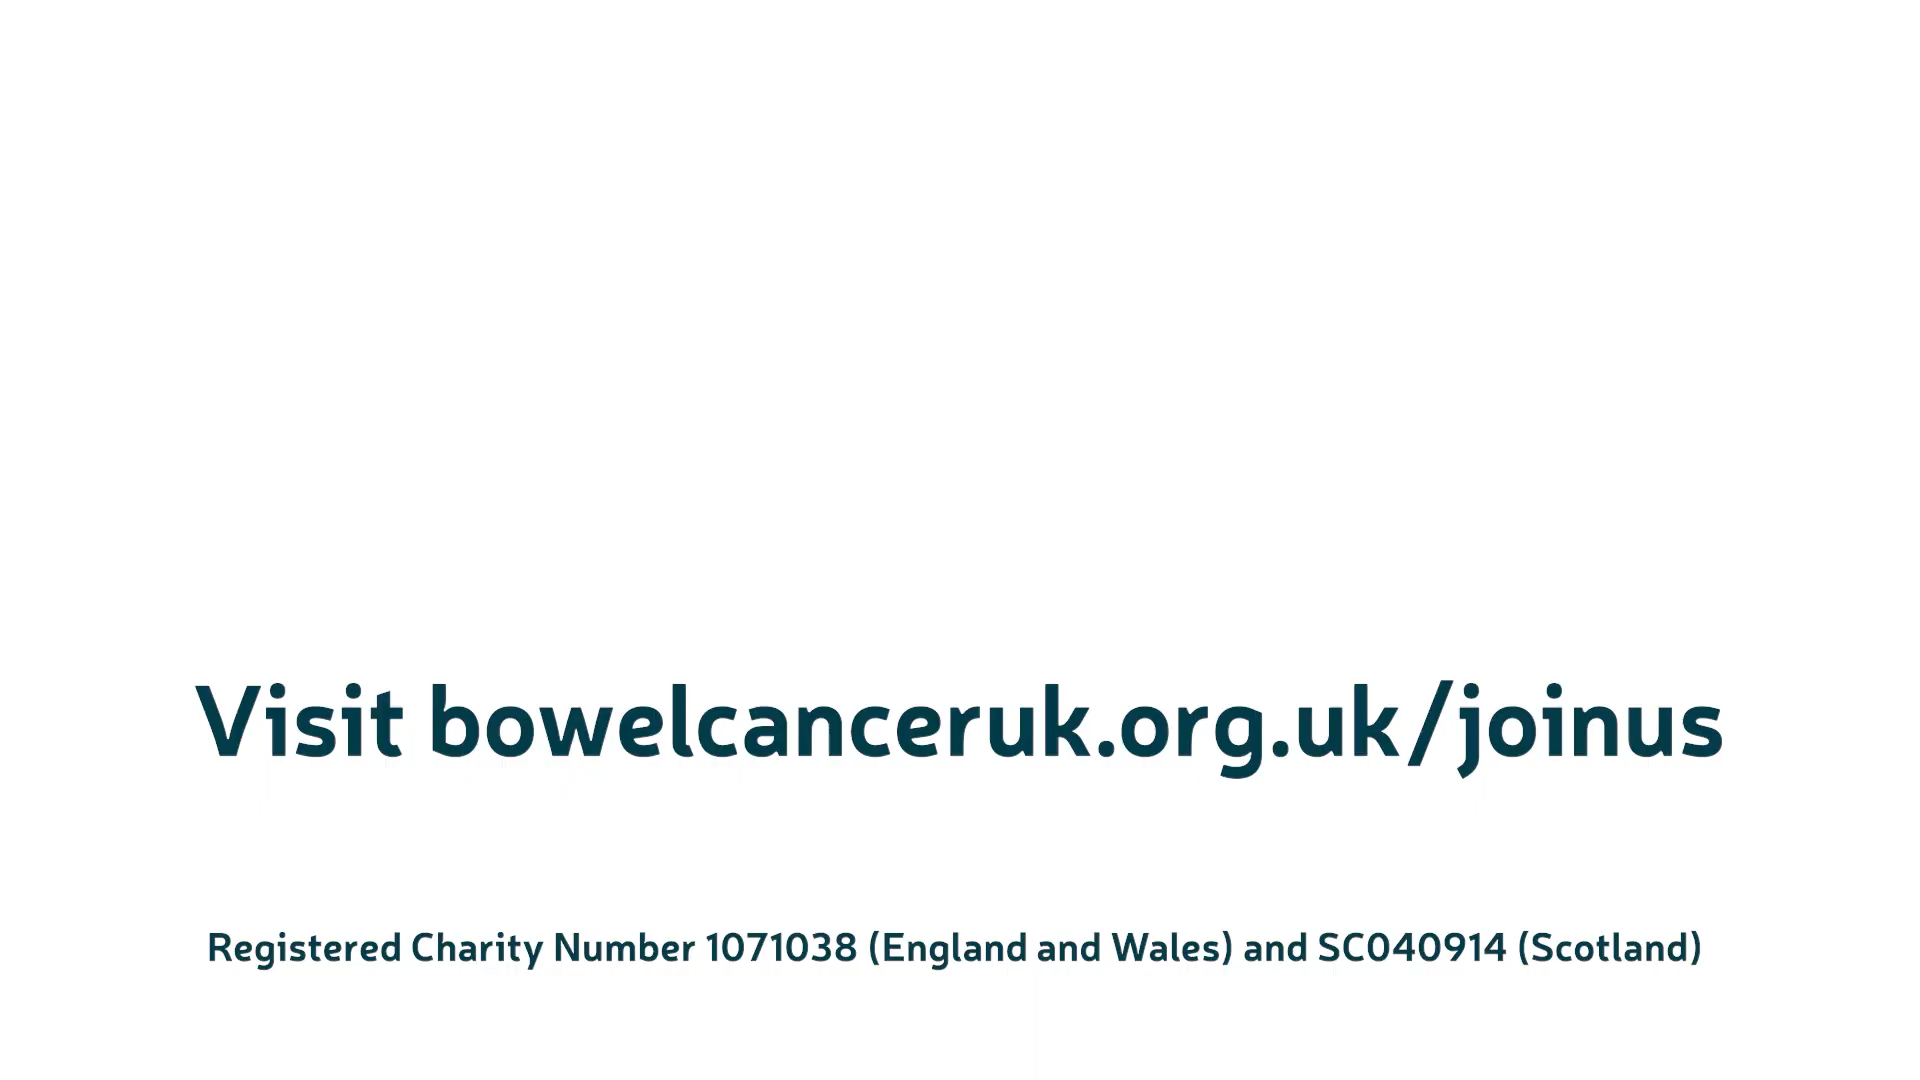 Visit bowelcanceruk.org.uk/joinus
Registered Charity Number 1071038 (England and Wales) and SC040914 (Scotland)